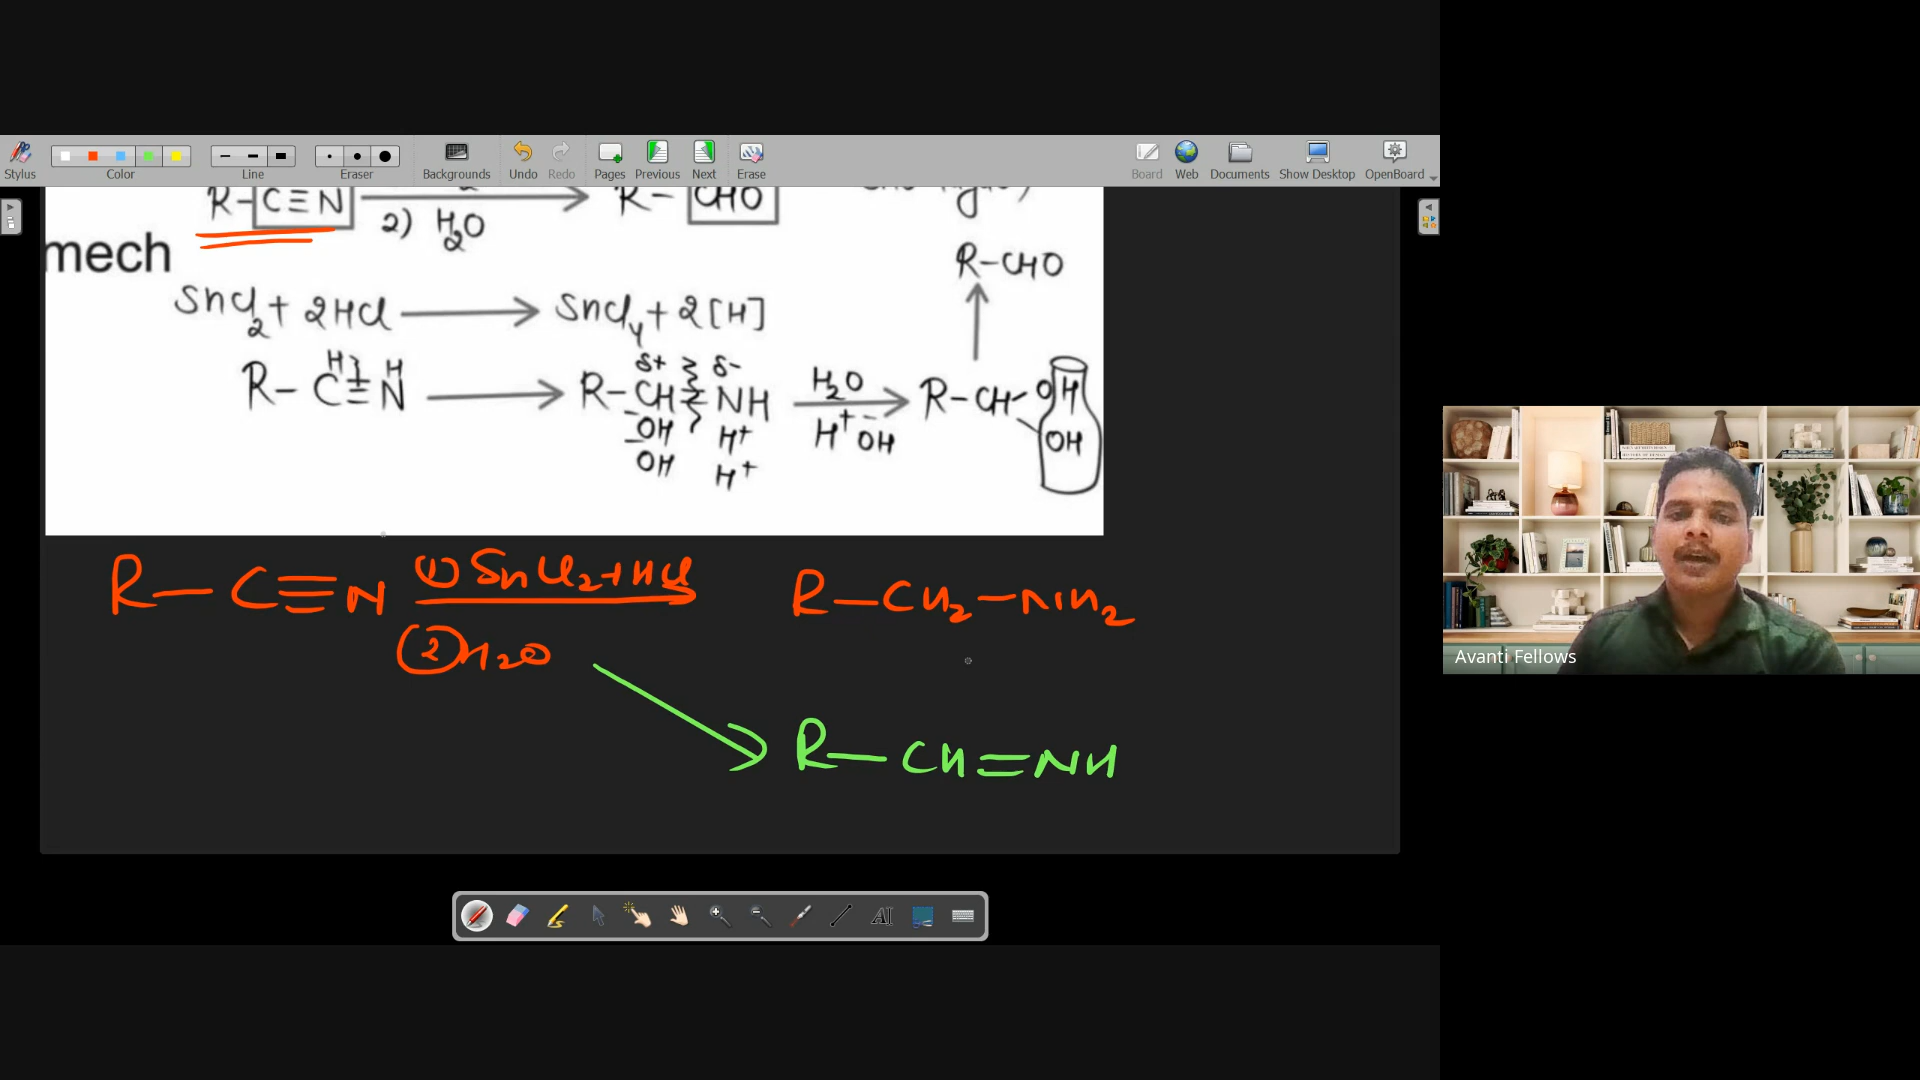 Stylus Color Line Eraser Backgrounds Undo Redo Pages Previous Next Erase Board Web Documents Show Desktop OpenBoard
R-C≡N 2) H₂O → R-CHO
mech
R-CHO
SnCl₂ + 2HCl → SnCl₄ + 2[H]
H H
R-C≡N → R-CH=NH H₂O → R-CH-OH
δ+ δ-
-OH H+ H+ -OH OH
-OH H+
R-C≡N ① SnCl₂+HCl R-CH₂-NH₂
② H₂O
R-CH=NH
Avanti Fellows
AI